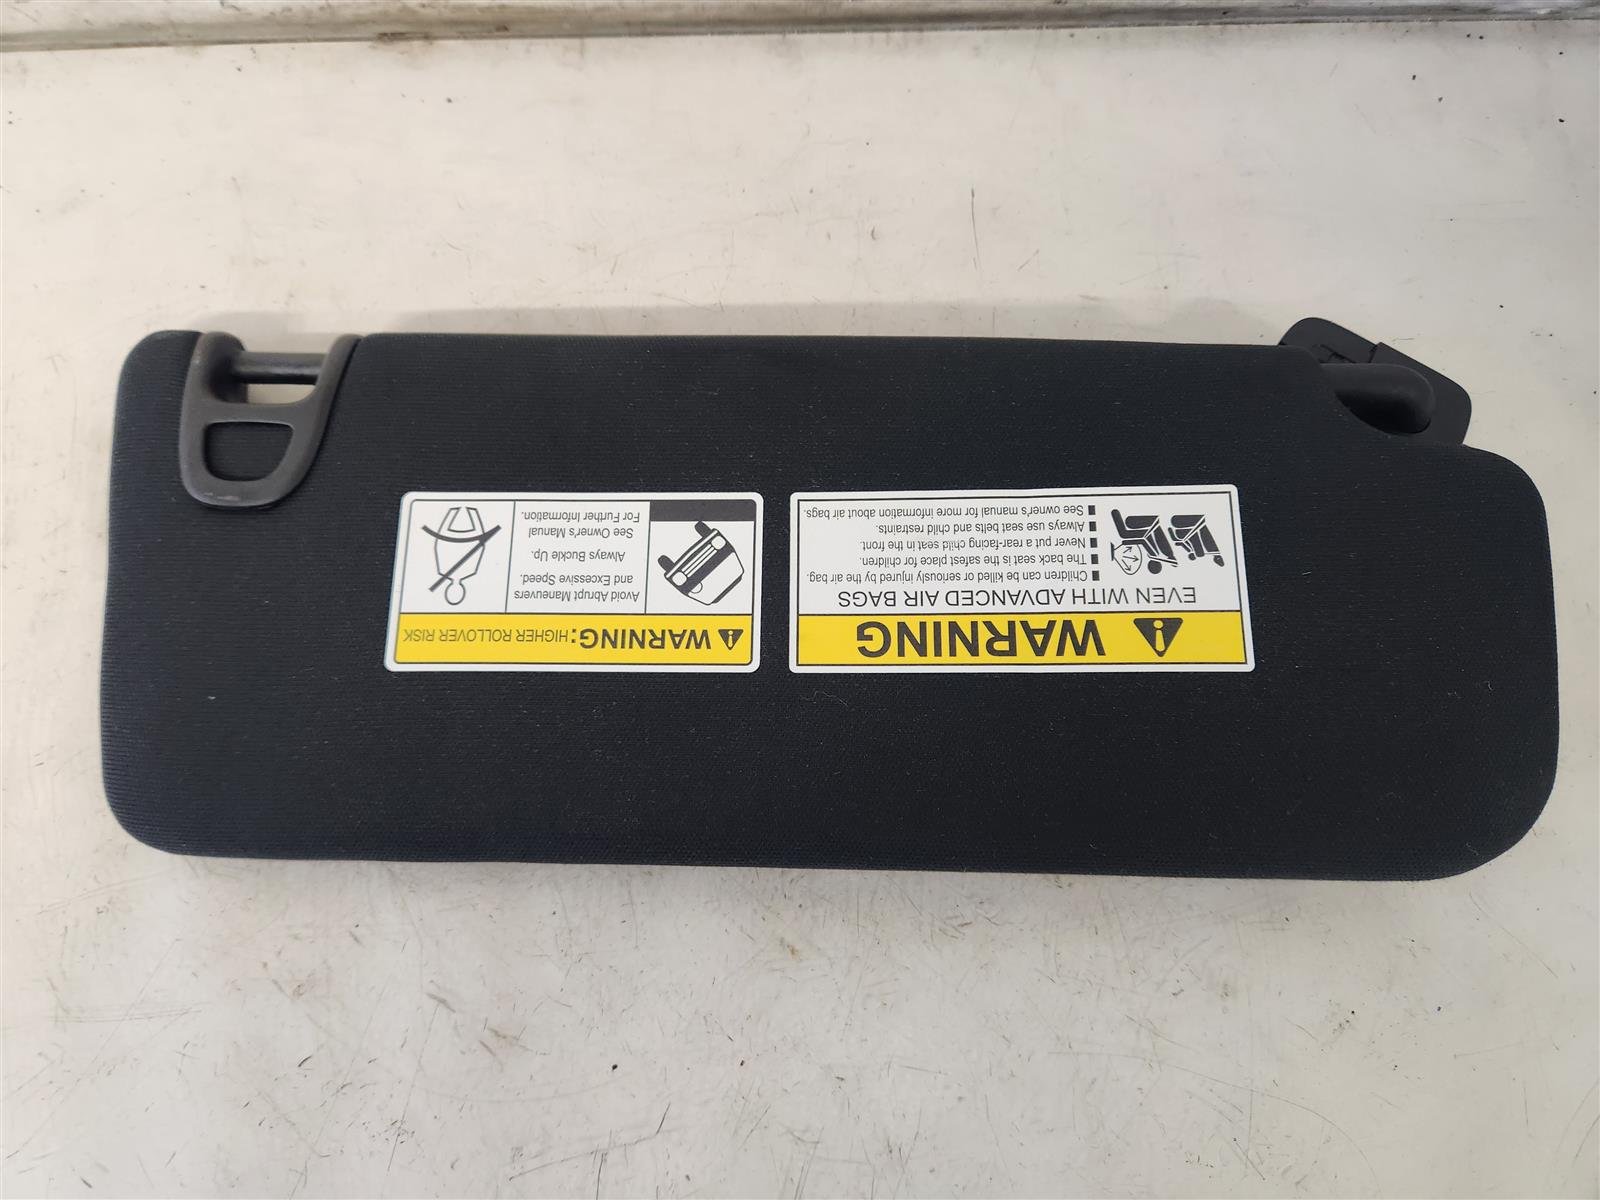 WARNING
EVEN WITH ADVANCED AIR BAGS
■ Children can be killed or seriously injured by the air bag.
■ The back seat is the safest place for children.
■ Never put a rear-facing child seat in the front.
■ Always use seat belts and child restraints.
■ See owner's manual for more information about air bags.
WARNING: HIGHER ROLLOVER RISK
Avoid Abrupt Maneuvers
and Excessive Speed.
Always Buckle Up.
See Owner's Manual
For Further Information.